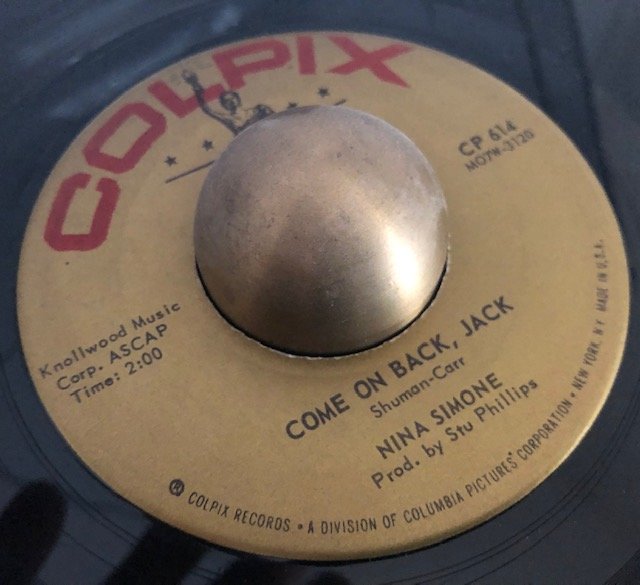 COLPIX
CP 614
MO7W-3120
Knollwood Music
Corp. ASCAP
Time: 2:00
COME ON BACK, JACK
Shuman-Carr
NINA SIMONE
Prod. by Stu Phillips
® COLPIX RECORDS • A DIVISION OF COLUMBIA PICTURES CORPORATION • NEW YORK, N.Y. MADE IN U.S.A.